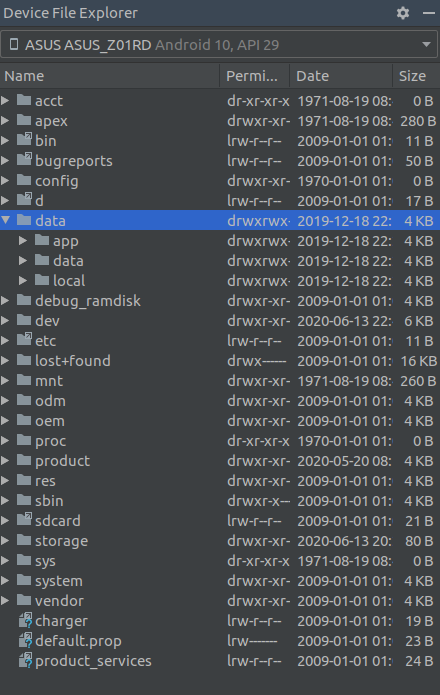 Device File Explorer
ASUS ASUS_Z01RD Android 10, API 29
Name Permi... Date Size
acct dr-xr-xr-x 1971-08-19 08: 0 B
apex drwxr-xr- 1971-08-19 08: 280 B
bin lrw-r--r-- 2009-01-01 01: 11 B
bugreports lrw-r--r-- 2009-01-01 01: 50 B
config drwxr-xr- 1970-01-01 01: 0 B
d lrw-r--r-- 2009-01-01 01: 17 B
data drwxrwx- 2019-12-18 22: 4 KB
app drwxrwx- 2019-12-18 22: 4 KB
data drwxrwx- 2019-12-18 22: 4 KB
local drwxrwx- 2019-12-18 22: 4 KB
debug_ramdisk drwxr-xr- 2009-01-01 01: 4 KB
dev drwxr-xr- 2020-06-13 22: 6 KB
etc lrw-r--r-- 2009-01-01 01: 11 B
lost+found drwx------ 2009-01-01 01: 16 KB
mnt drwxr-xr- 1971-08-19 08: 260 B
odm drwxr-xr- 2009-01-01 01: 4 KB
oem drwxr-xr- 2009-01-01 01: 4 KB
proc dr-xr-xr-x 1970-01-01 01: 0 B
product drwxr-xr- 2020-05-20 08: 4 KB
res drwxr-xr- 2009-01-01 01: 4 KB
sbin drwxr-x--- 2009-01-01 01: 4 KB
sdcard lrw-r--r-- 2009-01-01 01: 21 B
storage drwxr-xr- 2020-06-13 20: 80 B
sys dr-xr-xr-x 1971-08-19 08: 0 B
system drwxr-xr- 2009-01-01 01: 4 KB
vendor drwxr-xr- 2009-01-01 01: 4 KB
charger lrw-r--r-- 2009-01-01 01: 19 B
default.prop lrw------- 2009-01-01 01: 23 B
product_services lrw-r--r-- 2009-01-01 01: 24 B